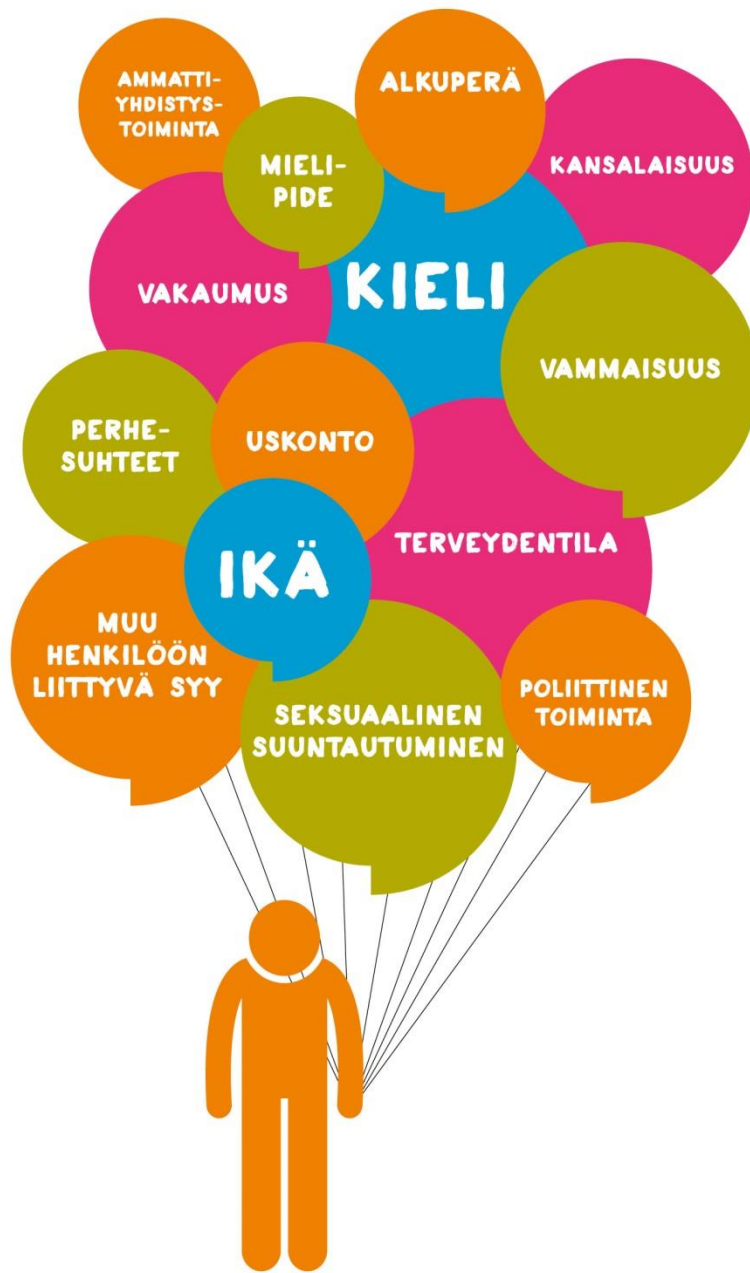 AMMATTI-
YHDISTYS-
TOIMINTA
ALKUPERÄ
MIELI-
PIDE
KANSALAISUUS
VAKAUMUS
KIELI
VAMMAISUUS
PERHE-
SUHTEET
USKONTO
TERVEYDENTILA
IKÄ
MUU
HENKILÖÖN
LIITTYVÄ SYY
SEKSUAALINEN
SUUNTAUTUMINEN
POLIITTINEN
TOIMINTA